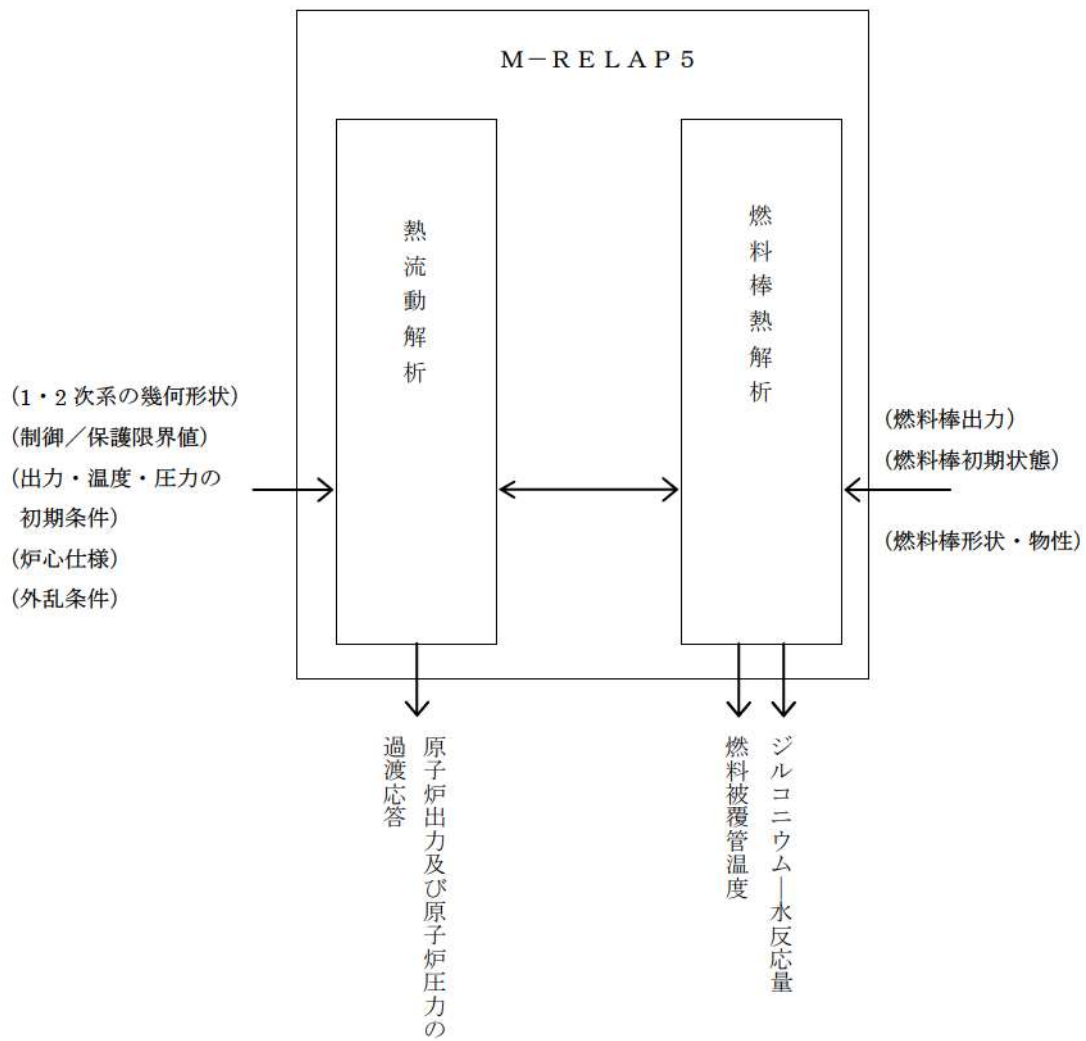 M－RELAP5
熱流動解析
燃料棒熱解析
(1・2次系の幾何形状)
(制御／保護限界値)
(出力・温度・圧力の
初期条件)
(炉心仕様)
(外乱条件)
(燃料棒出力)
(燃料棒初期状態)
(燃料棒形状・物性)
原子炉出力及び原子炉圧力の
過渡応答
ジルコニウム―水反応量
燃料被覆管温度